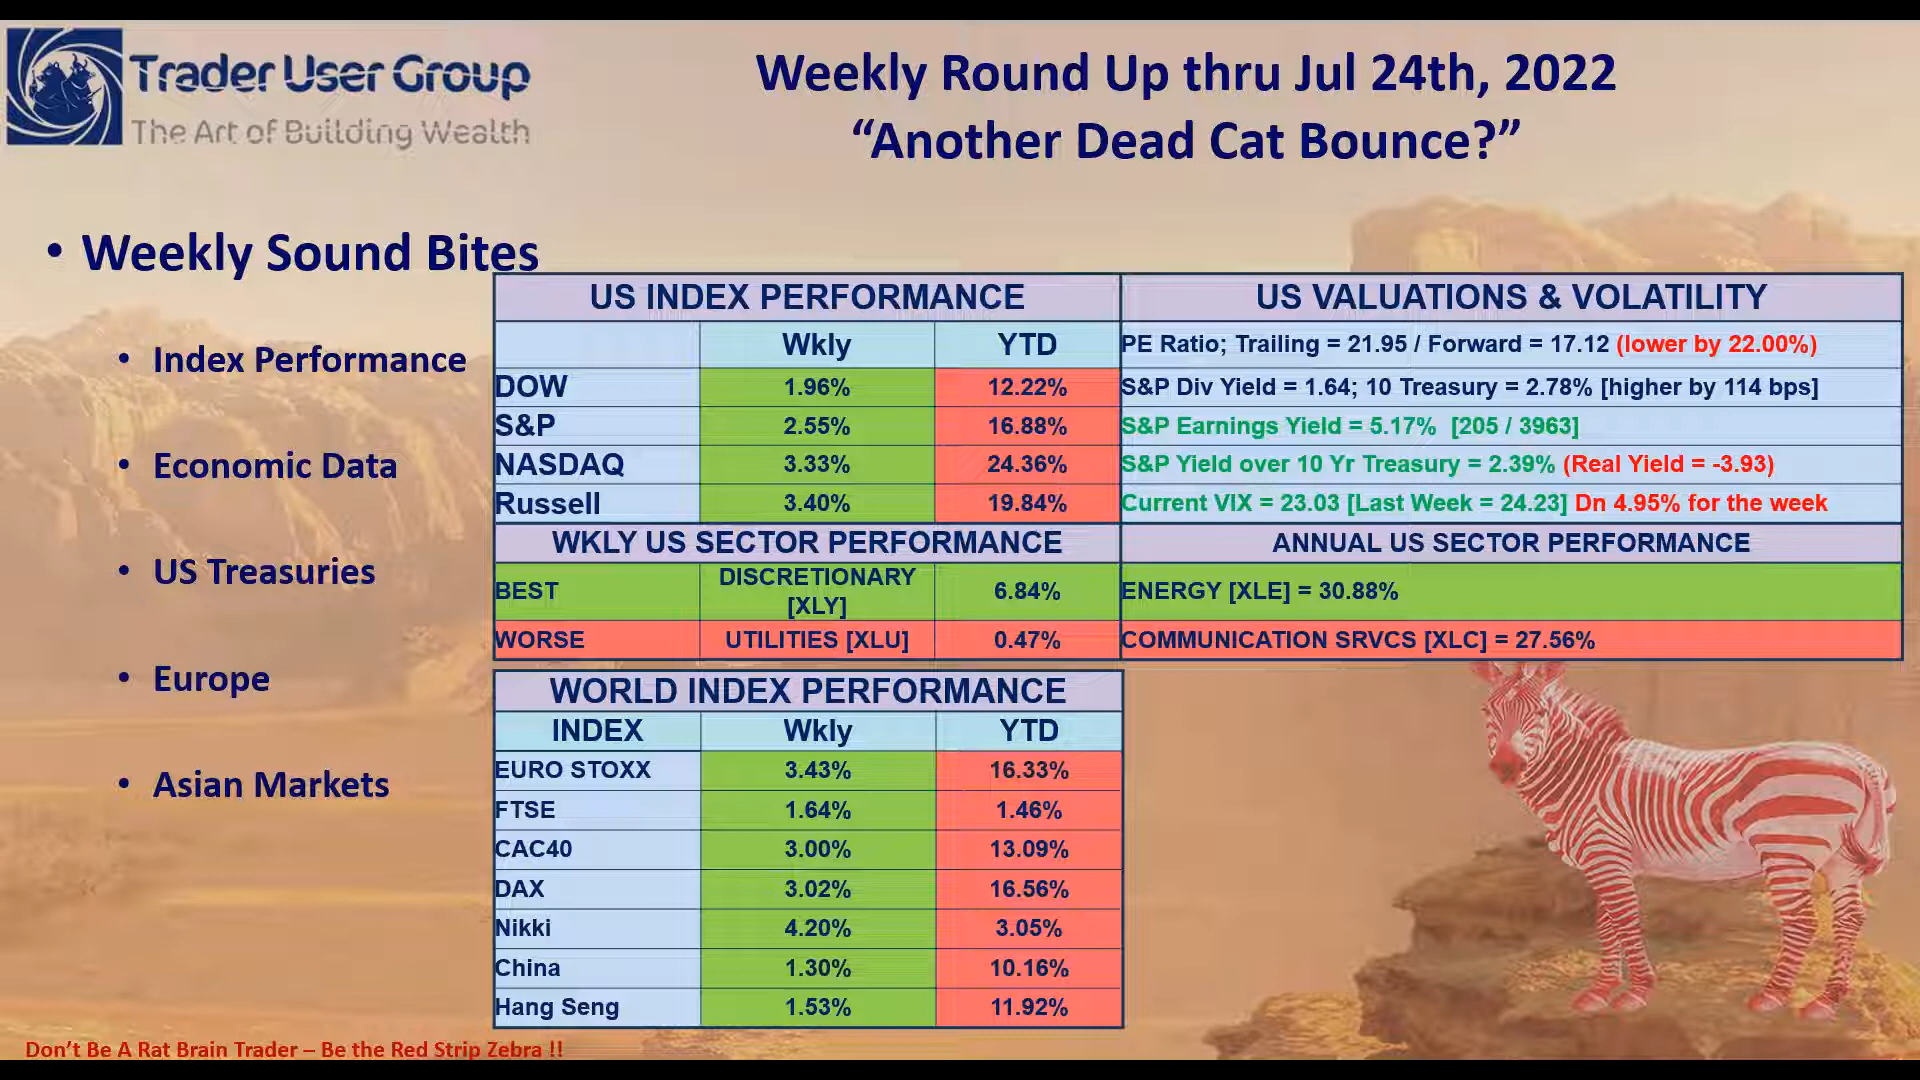 Trader User Group
The Art of Building Wealth
Weekly Round Up thru Jul 24th, 2022
“Another Dead Cat Bounce?”
• Weekly Sound Bites
• Index Performance
• Economic Data
• US Treasuries
• Europe
• Asian Markets
US INDEX PERFORMANCE
US VALUATIONS & VOLATILITY
Wkly YTD
PE Ratio; Trailing = 21.95 / Forward = 17.12 (lower by 22.00%)
DOW 1.96% 12.22%
S&P Div Yield = 1.64; 10 Treasury = 2.78% [higher by 114 bps]
S&P 2.55% 16.88%
S&P Earnings Yield = 5.17% [205 / 3963]
NASDAQ 3.33% 24.36%
S&P Yield over 10 Yr Treasury = 2.39% (Real Yield = -3.93)
Russell 3.40% 19.84%
Current VIX = 23.03 [Last Week = 24.23] Dn 4.95% for the week
WKLY US SECTOR PERFORMANCE
ANNUAL US SECTOR PERFORMANCE
BEST DISCRETIONARY
[XLY] 6.84%
ENERGY [XLE] = 30.88%
WORSE UTILITIES [XLU] 0.47%
COMMUNICATION SRVCS [XLC] = 27.56%
WORLD INDEX PERFORMANCE
INDEX Wkly YTD
EURO STOXX 3.43% 16.33%
FTSE 1.64% 1.46%
CAC40 3.00% 13.09%
DAX 3.02% 16.56%
Nikki 4.20% 3.05%
China 1.30% 10.16%
Hang Seng 1.53% 11.92%
Don’t Be A Rat Brain Trader – Be the Red Strip Zebra !!